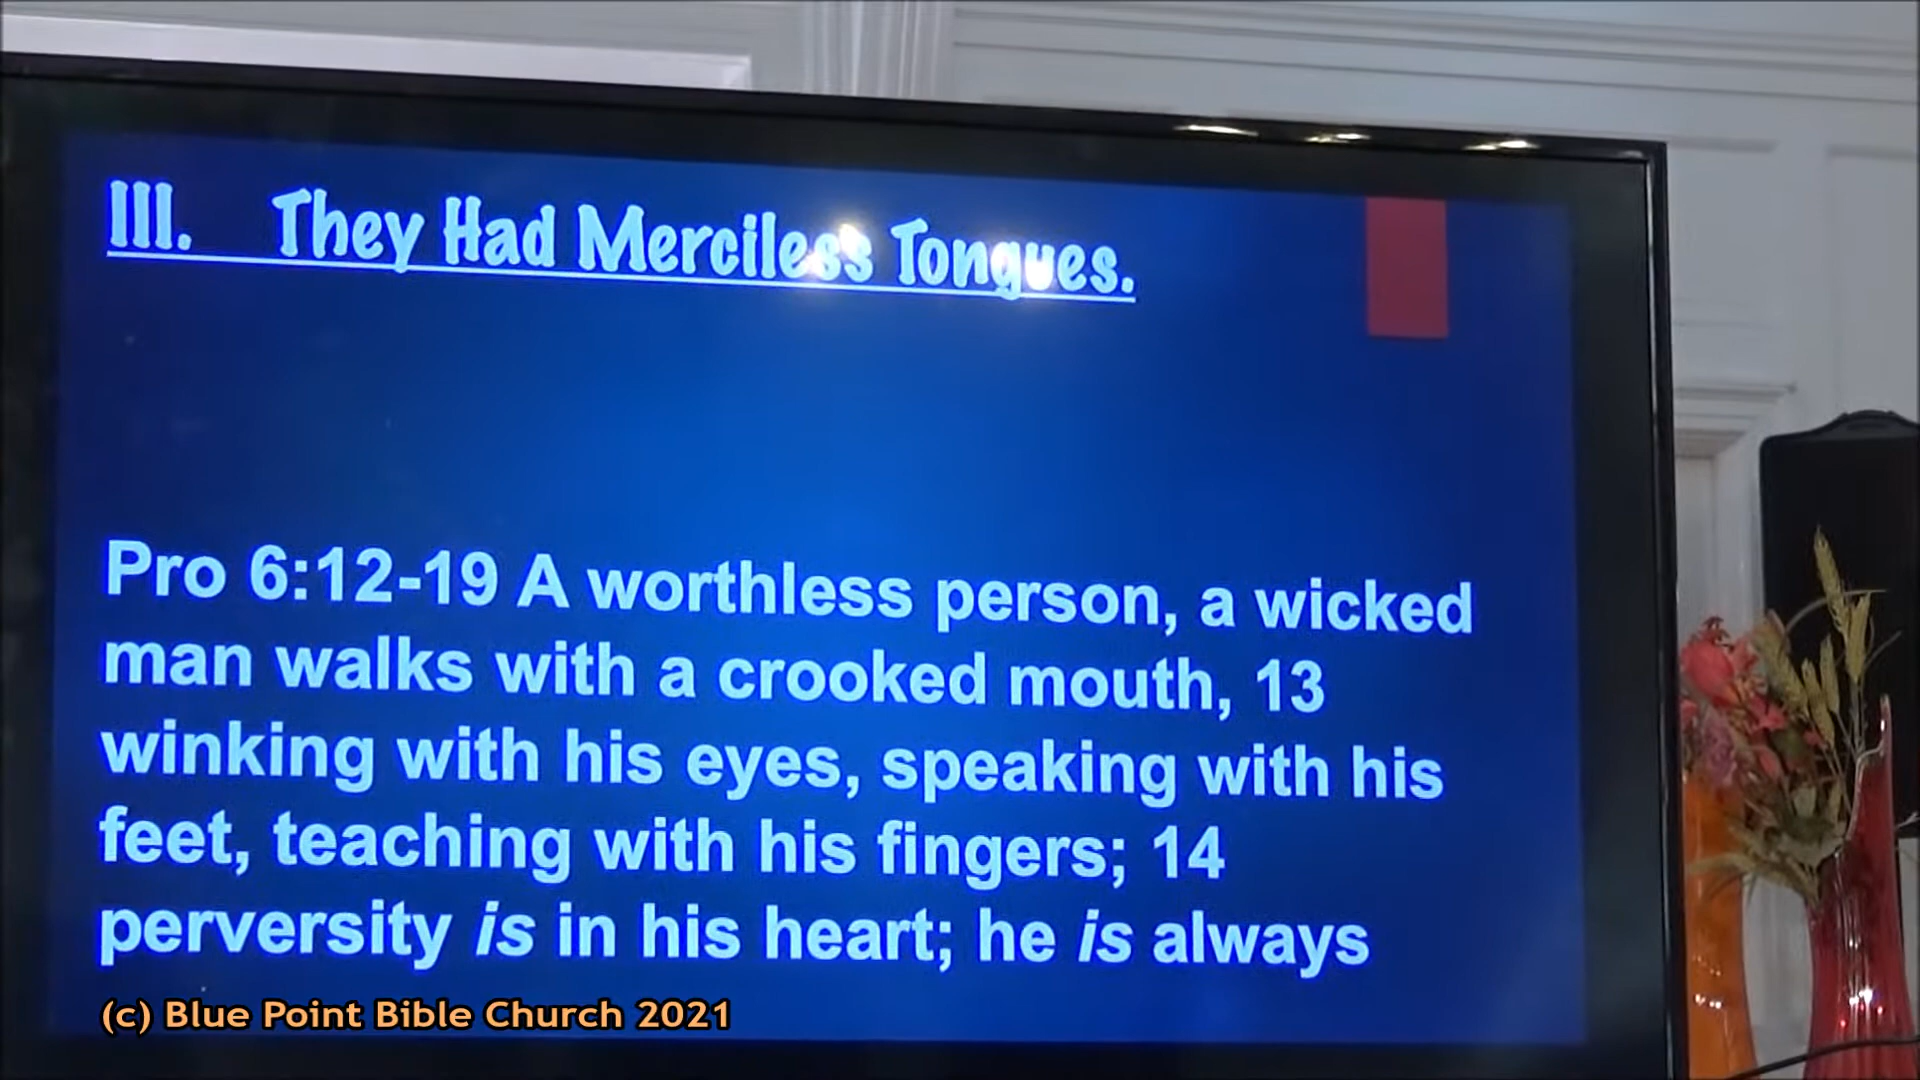 III. They Had Merciless Tongues.
Pro 6:12-19 A worthless person, a wicked
man walks with a crooked mouth, 13
winking with his eyes, speaking with his
feet, teaching with his fingers; 14
perversity is in his heart; he is always
(c) Blue Point Bible Church 2021